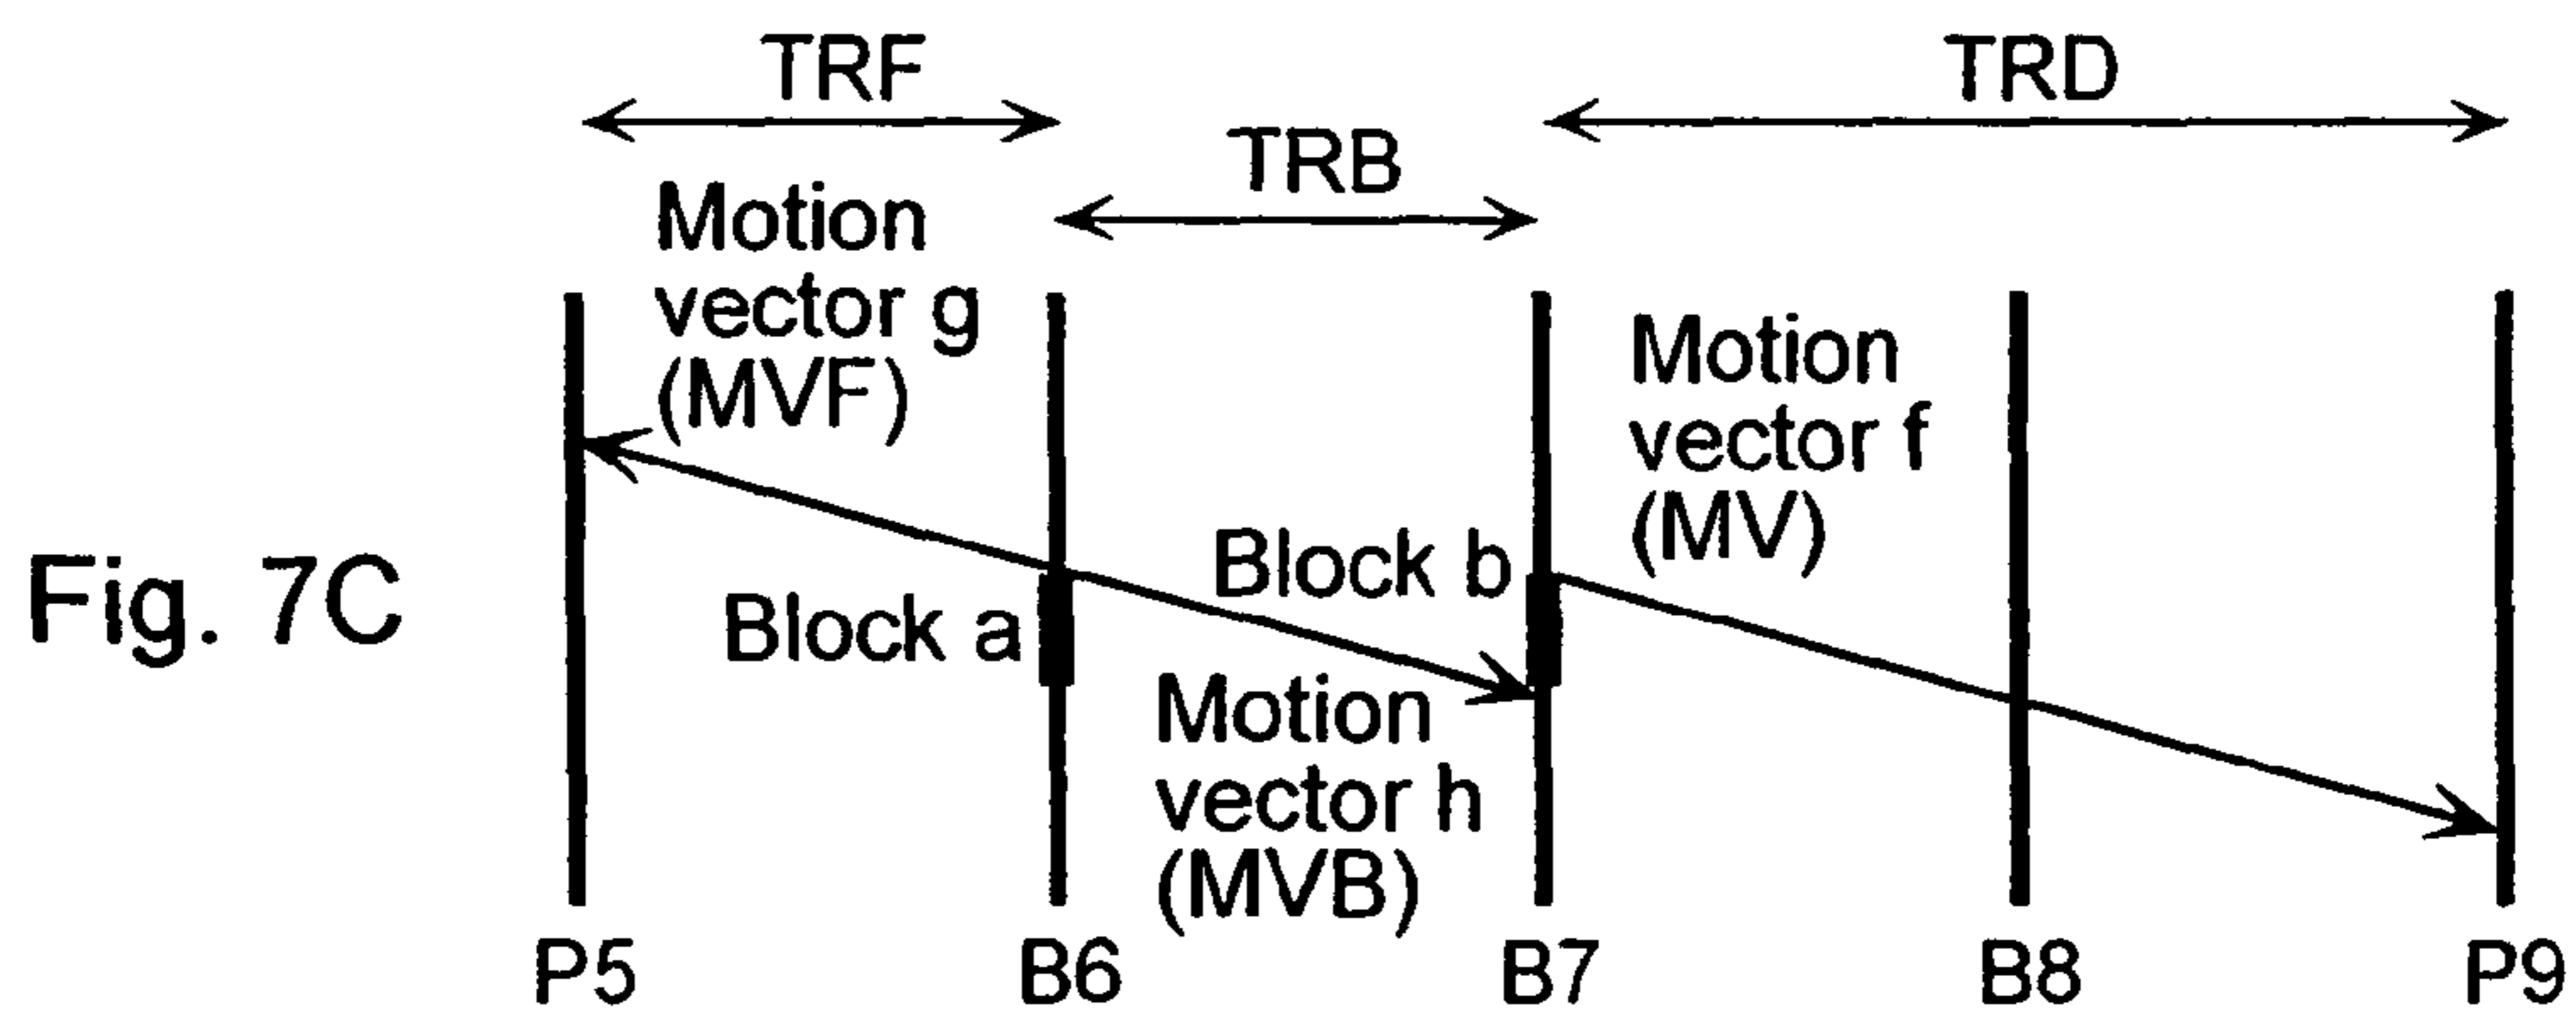 TRF
TRD
TRB
Motion
vector g
(MVF)
Motion
vector f
(MV)
Block b
Fig. 7C
Block a
Motion
vector h
(MVB)
P5
B6
B7
B8
P9